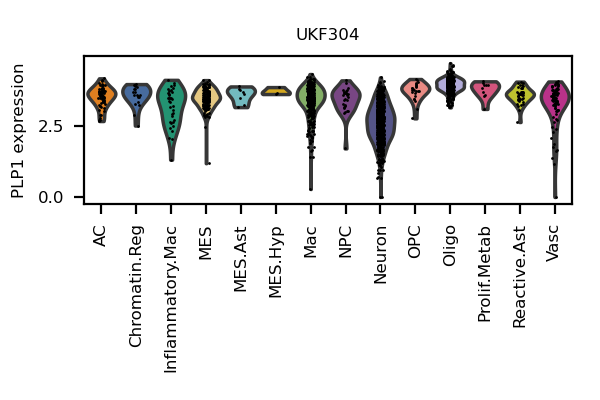 UKF304
PLP1 expression
2.5
0.0
AC
Chromatin.Reg
Inflammatory.Mac
MES
MES.Ast
MES.Hyp
Mac
NPC
Neuron
OPC
Oligo
Prolif.Metab
Reactive.Ast
Vasc